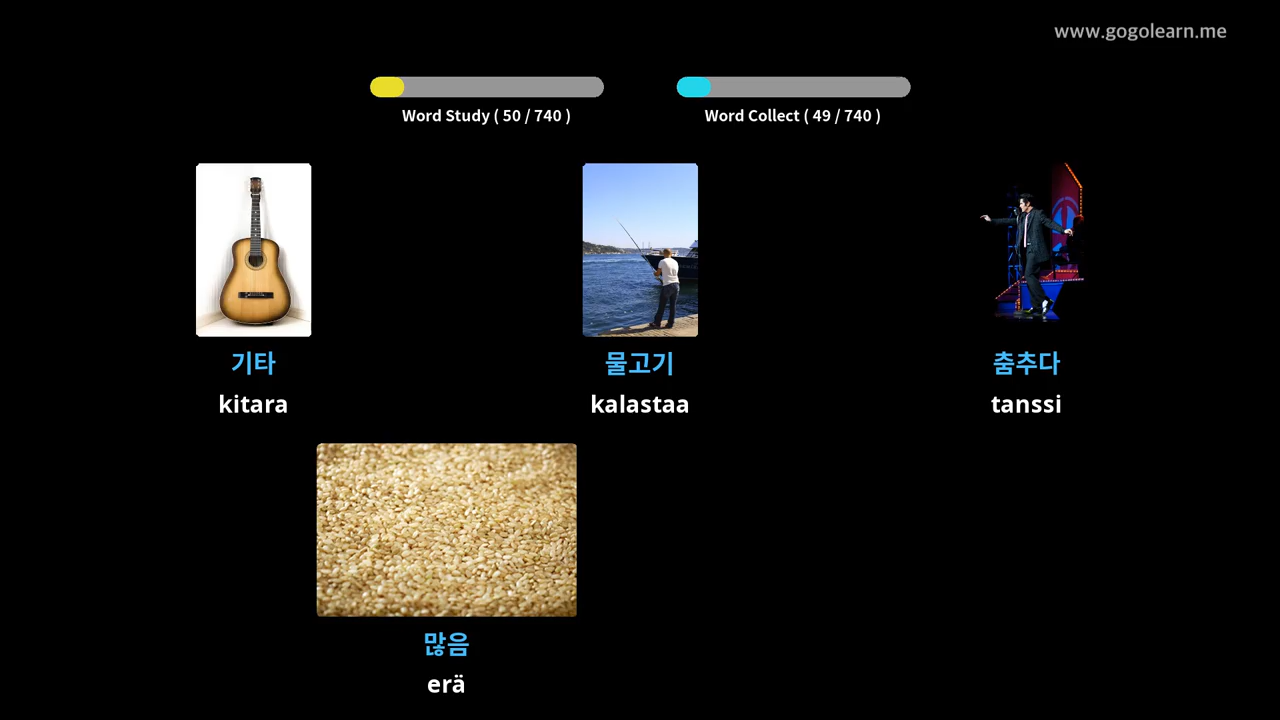 www.gogolearn.me
Word Study ( 50 / 740 )
Word Collect ( 49 / 740 )
기타
물고기
춤추다
kitara
kalastaa
tanssi
많음
erä